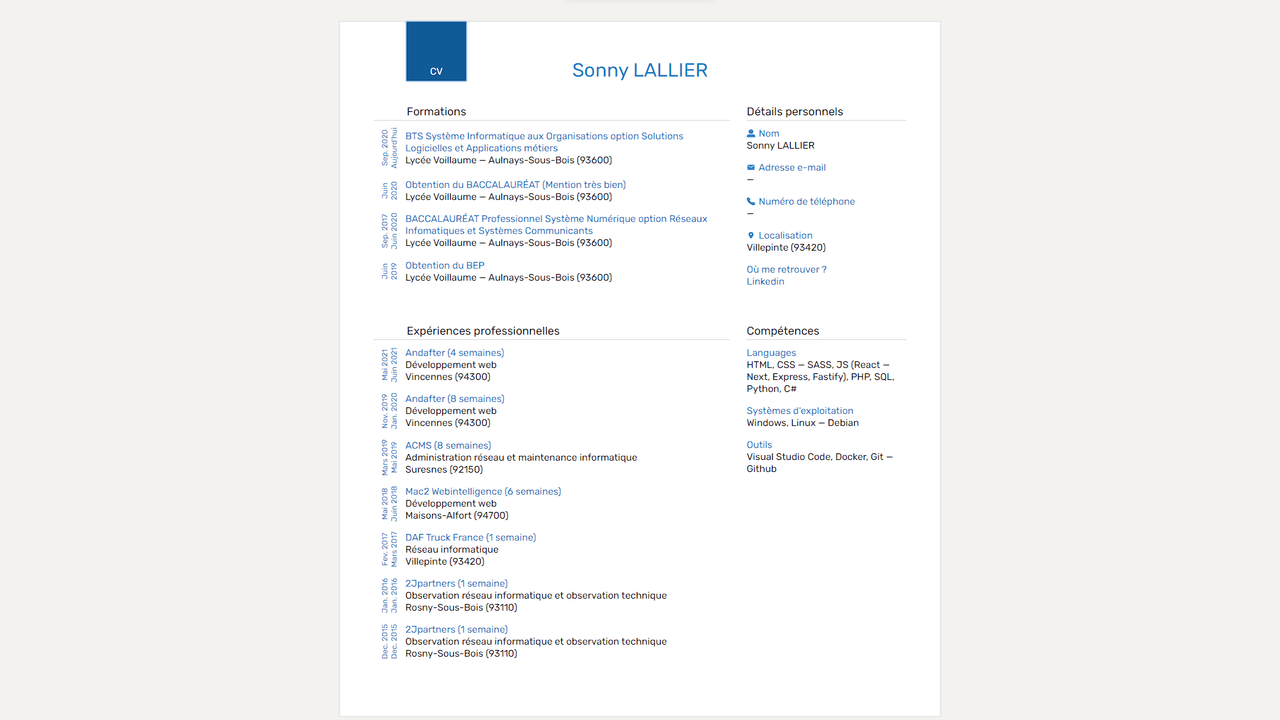 CV
Sonny LALLIER
Formations
Sep. 2020
Aujourd'hui
BTS Système Informatique aux Organisations option Solutions
Logicielles et Applications métiers
Lycée Voillaume – Aulnays-Sous-Bois (93600)
Juin
2020
Obtention du BACCALAURÉAT (Mention très bien)
Lycée Voillaume – Aulnays-Sous-Bois (93600)
Sep. 2017
Juin 2020
BACCALAURÉAT Professionnel Système Numérique option Réseaux
Infomatiques et Systèmes Communicants
Lycée Voillaume – Aulnays-Sous-Bois (93600)
Juin
2019
Obtention du BEP
Lycée Voillaume – Aulnays-Sous-Bois (93600)
Détails personnels
Nom
Sonny LALLIER
Adresse e-mail
–
Numéro de téléphone
–
Localisation
Villepinte (93420)
Où me retrouver ?
Linkedin
Expériences professionnelles
Mai 2021
Juin 2021
Andafter (4 semaines)
Développement web
Vincennes (94300)
Nov. 2019
Jan. 2020
Andafter (8 semaines)
Développement web
Vincennes (94300)
Mars 2019
Mai 2019
ACMS (8 semaines)
Administration réseau et maintenance informatique
Suresnes (92150)
Mai 2018
Juin 2018
Mac2 Webintelligence (6 semaines)
Développement web
Maisons-Alfort (94700)
Fev. 2017
Mars 2017
DAF Truck France (1 semaine)
Réseau informatique
Villepinte (93420)
Jan. 2016
Jan. 2016
2Jpartners (1 semaine)
Observation réseau informatique et observation technique
Rosny-Sous-Bois (93110)
Dec. 2015
Dec. 2015
2Jpartners (1 semaine)
Observation réseau informatique et observation technique
Rosny-Sous-Bois (93110)
Compétences
Languages
HTML, CSS – SASS, JS (React –
Next, Express, Fastify), PHP, SQL,
Python, C#
Systèmes d'exploitation
Windows, Linux – Debian
Outils
Visual Studio Code, Docker, Git –
Github